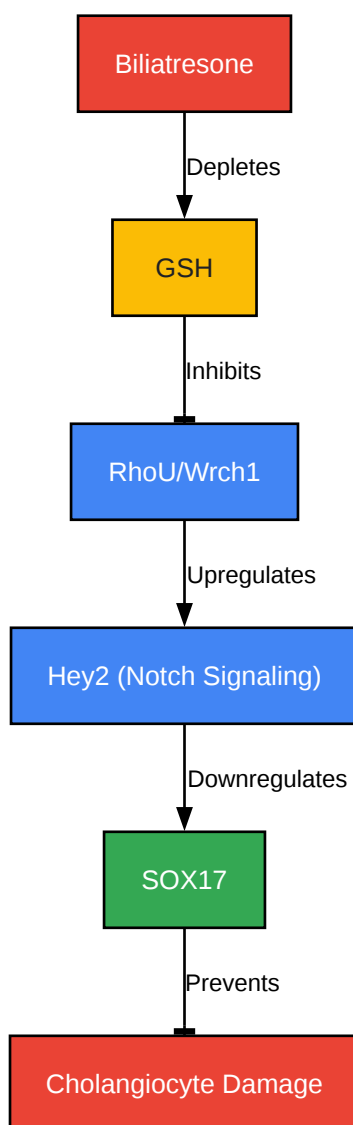 Biliatresone
Depletes
GSH
Inhibits
RhoU/Wrch1
Upregulates
Hey2 (Notch Signaling)
Downregulates
SOX17
Prevents
Cholangiocyte Damage